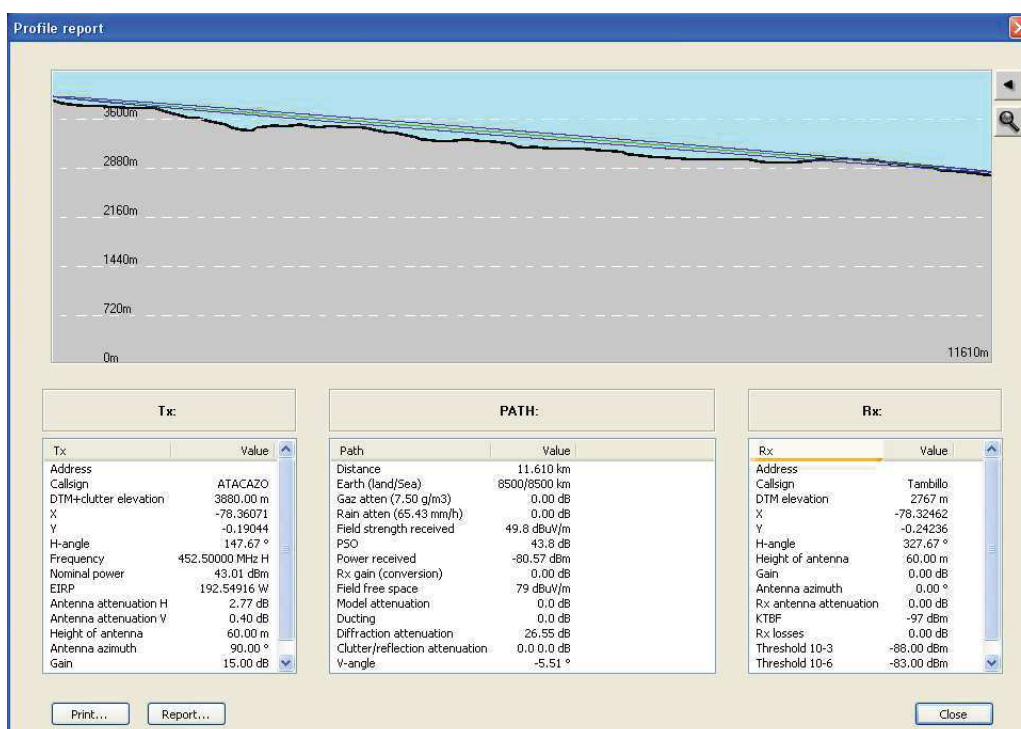 Profile report
3600m
2880m
2160m
1440m
720m
0m
11610m
Tx:
Tx Value
Address
Callsign ATACAZO
DTM+clutter elevation 3880.00 m
X -78.36071
Y -0.19044
H-angle 147.67 °
Frequency 452.50000 MHz H
Nominal power 43.01 dBm
EIRP 192.54916 W
Antenna attenuation H 2.77 dB
Antenna attenuation V 0.40 dB
Height of antenna 60.00 m
Antenna azimuth 90.00 °
Gain 15.00 dB
PATH:
Path Value
Distance 11.610 km
Earth (land/Sea) 8500/8500 km
Gaz atten (7.50 g/m3) 0.00 dB
Rain atten (65.43 mm/h) 0.00 dB
Field strength received 49.8 dBuV/m
PSO 43.8 dB
Power received -80.57 dBm
Rx gain (conversion) 0.00 dB
Field free space 79 dBuV/m
Model attenuation 0.0 dB
Ducting 0.0 dB
Diffraction attenuation 26.55 dB
Clutter/reflection attenuation 0.0 0.0 dB
V-angle -5.51 °
Rx:
Rx Value
Address
Callsign Tambillo
DTM elevation 2767 m
X -78.32462
Y -0.24236
H-angle 327.67 °
Height of antenna 60.00 m
Gain 0.00 dB
Antenna azimuth 0.00 °
Rx antenna attenuation 0.00 dB
KTBF -97 dBm
Rx losses 0.00 dB
Threshold 10-3 -88.00 dBm
Threshold 10-6 -83.00 dBm
Print...
Report...
Close